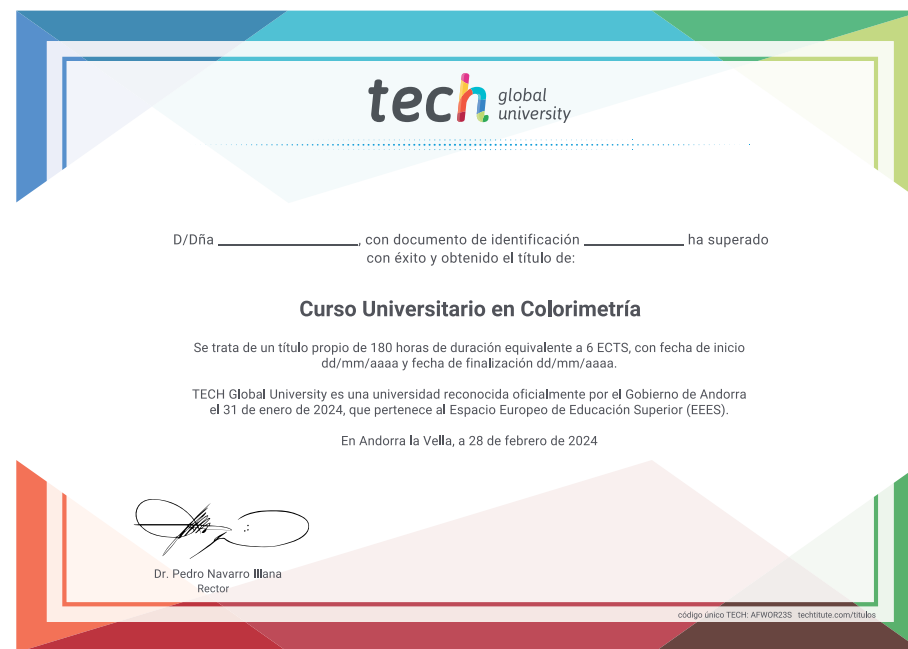 tech global university
D/Dña ____________________, con documento de identificación ______________ ha superado
con éxito y obtenido el título de:
Curso Universitario en Colorimetría
Se trata de un título propio de 180 horas de duración equivalente a 6 ECTS, con fecha de inicio
dd/mm/aaaa y fecha de finalización dd/mm/aaaa.
TECH Global University es una universidad reconocida oficialmente por el Gobierno de Andorra
el 31 de enero de 2024, que pertenece al Espacio Europeo de Educación Superior (EEES).
En Andorra la Vella, a 28 de febrero de 2024
Dr. Pedro Navarro Illana
Rector
código único TECH: AFWOR23S techtitute.com/titulos